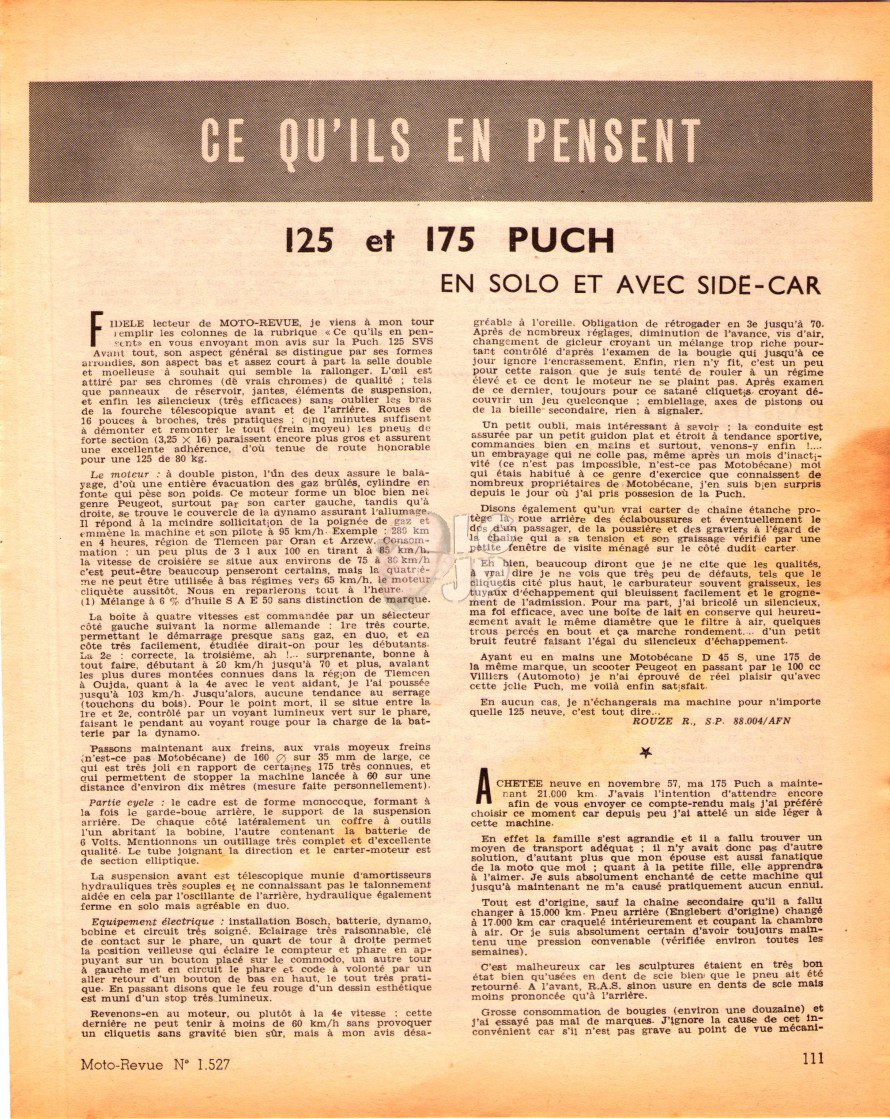 CE QU'ILS EN PENSENT
125 et 175 PUCH
EN SOLO ET AVEC SIDE-CAR
FIDELE lecteur de MOTO-REVUE, je viens à mon tour
remplir les colonnes de la rubrique « Ce qu'ils en pen-
sent» en vous envoyant mon avis sur la Puch. 125 SVS
Avant tout, son aspect général se distingue par ses formes
arrondies, son aspect bas et assez court à part la selle double
et moelleuse à souhait qui semble la rallonger. L'œil est
attiré par ses chromes (de vrais chromes) de qualité ; tels
que panneaux de réservoir, jantes, éléments de suspension,
et enfin les silencieux (très efficaces) sans oublier les bras
de la fourche télescopique avant et de l'arrière. Roues de
16 pouces à broches, très pratiques ; cinq minutes suffisent
à démonter et remonter le tout (frein moyeu) les pneus de
forte section (3,25 × 16) paraissent encore plus gros et assurent
une excellente adhérence, d'où tenue de route honorable
pour une 125 de 80 kg.
Le moteur : à double piston, l'un des deux assure le bala-
yage, d'où une entière évacuation des gaz brûlés, cylindre en
fonte qui pèse son poids. Ce moteur forme un bloc bien net
genre Peugeot, surtout par son carter gauche, tandis qu'à
droite, se trouve le couvercle de la dynamo assurant l'allumage.
Il répond à la moindre sollicitation de la poignée de gaz et
emmène la machine et son pilote à 95 km/h. Exemple : 280 km
en 4 heures, région de Tlemcen par Oran et Arzew. Consom-
mation : un peu plus de 3 l aux 100 en tirant à 85 km/h.
la vitesse de croisière se situe aux environs de 75 à 80 km/h
c'est peut-être beaucoup penseront certains, mais la quatriè-
me ne peut être utilisée à bas régimes vers 65 km/h, le moteur
cliquète aussitôt. Nous en reparlerons tout à l'heure.
(1) Mélange à 6 % d'huile S A E 50 sans distinction de marque.
La boîte à quatre vitesses est commandée par un sélecteur
côté gauche suivant la norme allemande : 1re très courte,
permettant le démarrage presque sans gaz, en duo, et en
côte très facilement, étudiée dirait-on pour les débutants.
La 2e : correcte, la troisième, ah !... surprenante, bonne à
tout faire, débutant à 20 km/h jusqu'à 70 et plus, avalant
les plus dures montées connues dans la région de Tlemcen
à Oujda, quant à la 4e avec le vent aidant, je l'ai poussée
jusqu'à 103 km/h. Jusqu'alors, aucune tendance au serrage
(touchons du bois). Pour le point mort, il se situe entre la
1re et 2e, contrôlé par un voyant lumineux vert sur le phare,
faisant le pendant au voyant rouge pour la charge de la bat-
terie par la dynamo.
Passons maintenant aux freins, aux vrais moyeux freins
(n'est-ce pas Motobécane) de 160 ∅ sur 35 mm de large, ce
qui est très joli en rapport de certaines 175 très connues, et
qui permettent de stopper la machine lancée à 60 sur une
distance d'environ dix mètres (mesure faite personnellement).
Partie cycle : le cadre est de forme monocoque, formant à
la fois le garde-boue arrière, le support de la suspension
arrière. De chaque côté latéralement un coffre à outils
l'un abritant la bobine, l'autre contenant la batterie de
6 Volts. Mentionnons un outillage très complet et d'excellente
qualité. Le tube joignant la direction et le carter-moteur est
de section elliptique.
La suspension avant est télescopique munie d'amortisseurs
hydrauliques très souples et ne connaissant pas le talonnement
aidée en cela par l'oscillante de l'arrière, hydraulique également
ferme en solo mais agréable en duo.
Equipement électrique : installation Bosch, batterie, dynamo,
bobine et circuit très soigné. Eclairage très raisonnable, clé
de contact sur le phare, un quart de tour à droite permet
la position veilleuse qui éclaire le compteur et phare en ap-
puyant sur un bouton placé sur le commodo, un autre tour
à gauche met en circuit le phare et code à volonté par un
aller retour d'un bouton de bas en haut, le tout très prati-
que. En passant disons que le feu rouge d'un dessin esthétique
est muni d'un stop très lumineux.
Revenons-en au moteur, ou plutôt à la 4e vitesse ; cette
dernière ne peut tenir à moins de 60 km/h sans provoquer
un cliquetis sans gravité bien sûr, mais à mon avis désa-
gréable à l'oreille. Obligation de rétrogader en 3e jusqu'à 70.
Après de nombreux réglages, diminution de l'avance, vis d'air,
changement de gicleur croyant un mélange trop riche pour-
tant contrôlé d'après l'examen de la bougie qui jusqu'à ce
jour ignore l'encrassement. Enfin, rien n'y fit, c'est un peu
pour cette raison que je suis tenté de rouler à un régime
élevé et ce dont le moteur ne se plaint pas. Après examen
de ce dernier, toujours pour ce satané cliquetis croyant dé-
couvrir un jeu quelconque ; embiellage, axes de pistons ou
de la bielle secondaire, rien à signaler.
Un petit oubli, mais intéressant à savoir ; la conduite est
assurée par un petit guidon plat et étroit à tendance sportive,
commandes bien en mains et surtout, venons-y enfin !....
un embrayage qui ne colle pas, même après un mois d'inacti-
vité (ce n'est pas impossible, n'est-ce pas Motobécane) moi
qui étais habitué à ce genre d'exercice que connaissent de
nombreux propriétaires de Motobécane, j'en suis bien surpris
depuis le jour où j'ai pris possesion de la Puch.
Disons également qu'un vrai carter de chaîne étanche pro-
tège la roue arrière des éclaboussures et éventuellement le
dos d'un passager, de la poussière et des graviers à l'égard de
la chaîne qui a sa tension et son graissage vérifié par une
petite fenêtre de visite ménagé sur le côté dudit carter
Eh bien, beaucoup diront que je ne cite que les qualités,
à vrai dire je ne vois que très peu de défauts, tels que le
cliquetis cité plus haut, le carburateur souvent graisseux, les
tuyaux d'échappement qui bleuissent facilement et le grogne-
ment de l'admission. Pour ma part, j'ai bricolé un silencieux,
ma foi efficace, avec une boîte de lait en conserve qui heureu-
sement avait le même diamètre que le filtre à air, quelques
trous percés en bout et ça marche rondement... d'un petit
bruit feutré faisant l'égal du silencieux d'échappement.
Ayant eu en mains une Motobécane D 45 S, une 175 de
la même marque, un scooter Peugeot en passant par le 100 cc
Villiers (Automoto) je n'ai éprouvé de réel plaisir qu'avec
cette jolie Puch, me voilà enfin satisfait.
En aucun cas, je n'échangerais ma machine pour n'importe
quelle 125 neuve, c'est tout dire...
ROUZE R., S.P. 88.004/AFN
ACHETEE neuve en novembre 57, ma 175 Puch a mainte-
nant 21.000 km. J'avais l'intention d'attendre encore
afin de vous envoyer ce compte-rendu mais j'ai préféré
choisir ce moment car depuis peu j'ai attelé un side léger à
cette machine.
En effet la famille s'est agrandie et il a fallu trouver un
moyen de transport adéquat ; il n'y avait donc pas d'autre
solution, d'autant plus que mon épouse est aussi fanatique
de la moto que moi ; quant à la petite fille, elle apprendra
à l'aimer. Je suis absolument enchanté de cette machine qui
jusqu'à maintenant ne m'a causé pratiquement aucun ennui.
Tout est d'origine, sauf la chaîne secondaire qu'il a fallu
changer à 15.000 km. Pneu arrière (Englebert d'origine) changé
à 17.000 km car craquelé intérieurement et coupant la chambre
à air. Or je suis absolument certain d'avoir toujours main-
tenu une pression convenable (vérifiée environ toutes les
semaines).
C'est malheureux car les sculptures étaient en très bon
état bien qu'usées en dent de scie bien que le pneu ait été
retourné. A l'avant, R.A.S. sinon usure en dents de scie mais
moins prononcée qu'à l'arrière.
Grosse consommation de bougies (environ une douzaine) et
j'ai essayé pas mal de marques. J'ignore la cause de cet in-
convénient car s'il n'est pas grave au point de vue mécani-
Moto-Revue N° 1.527
111